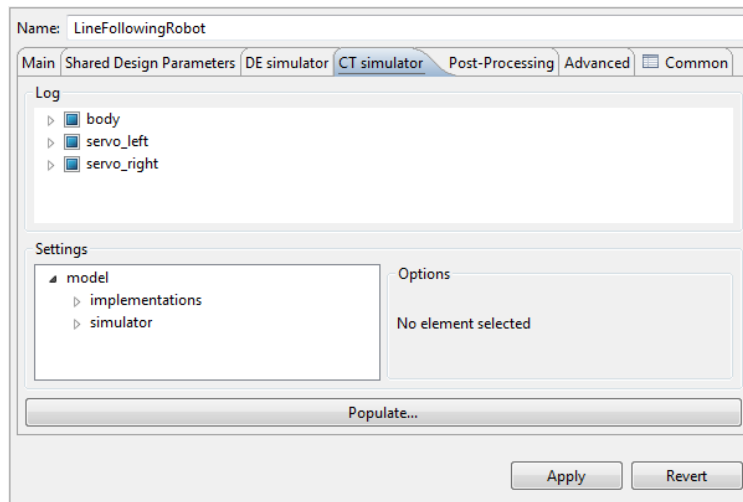 Name: LineFollowingRobot
Main Shared Design Parameters DE simulator CT simulator Post-Processing Advanced Common
Log
body
servo_left
servo_right
Settings
model
implementations
simulator
Options
No element selected
Populate...
Apply Revert